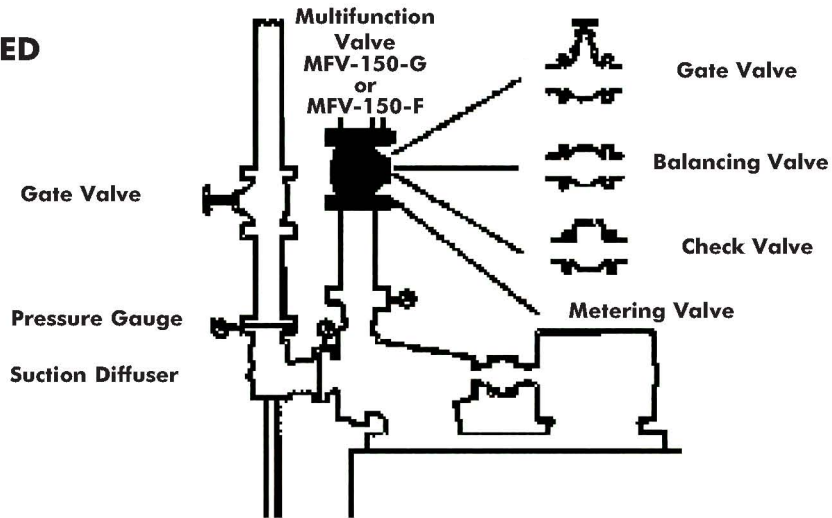 ED
Multifunction
Valve
MFV-150-G
or
MFV-150-F
Gate Valve
Balancing Valve
Check Valve
Metering Valve
Gate Valve
Pressure Gauge
Suction Diffuser